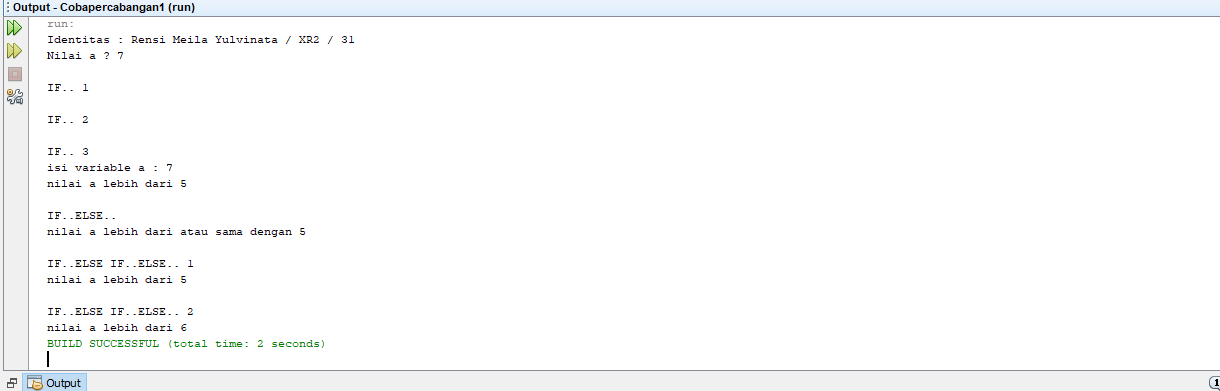 Output - Cobapercabangan1 (run)
run:
Identitas : Rensi Meila Yulvinata / XR2 / 31
Nilai a ? 7
IF.. 1
IF.. 2
IF.. 3
isi variable a : 7
nilai a lebih dari 5
IF..ELSE..
nilai a lebih dari atau sama dengan 5
IF..ELSE IF..ELSE.. 1
nilai a lebih dari 5
IF..ELSE IF..ELSE.. 2
nilai a lebih dari 6
BUILD SUCCESSFUL (total time: 2 seconds)
Output
1